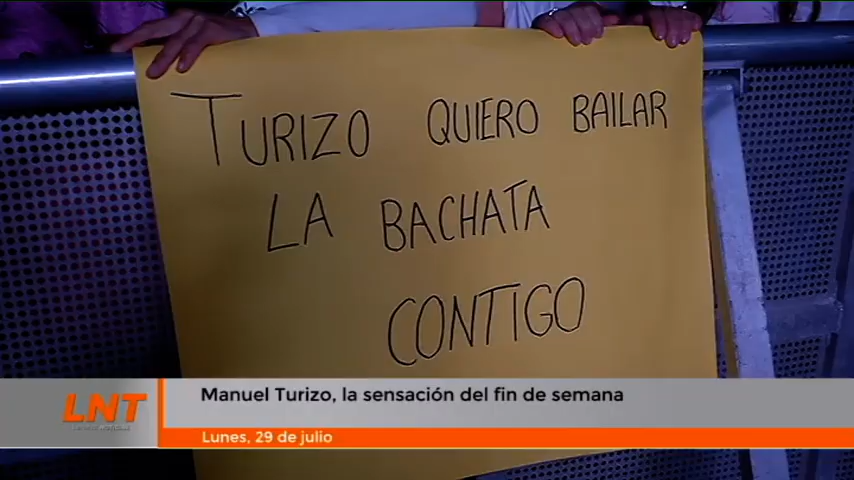 TURIZO QUIERO BAILAR
LA BACHATA
CONTIGO
Manuel Turizo, la sensación del fin de semana
LNT
Lunes, 29 de julio